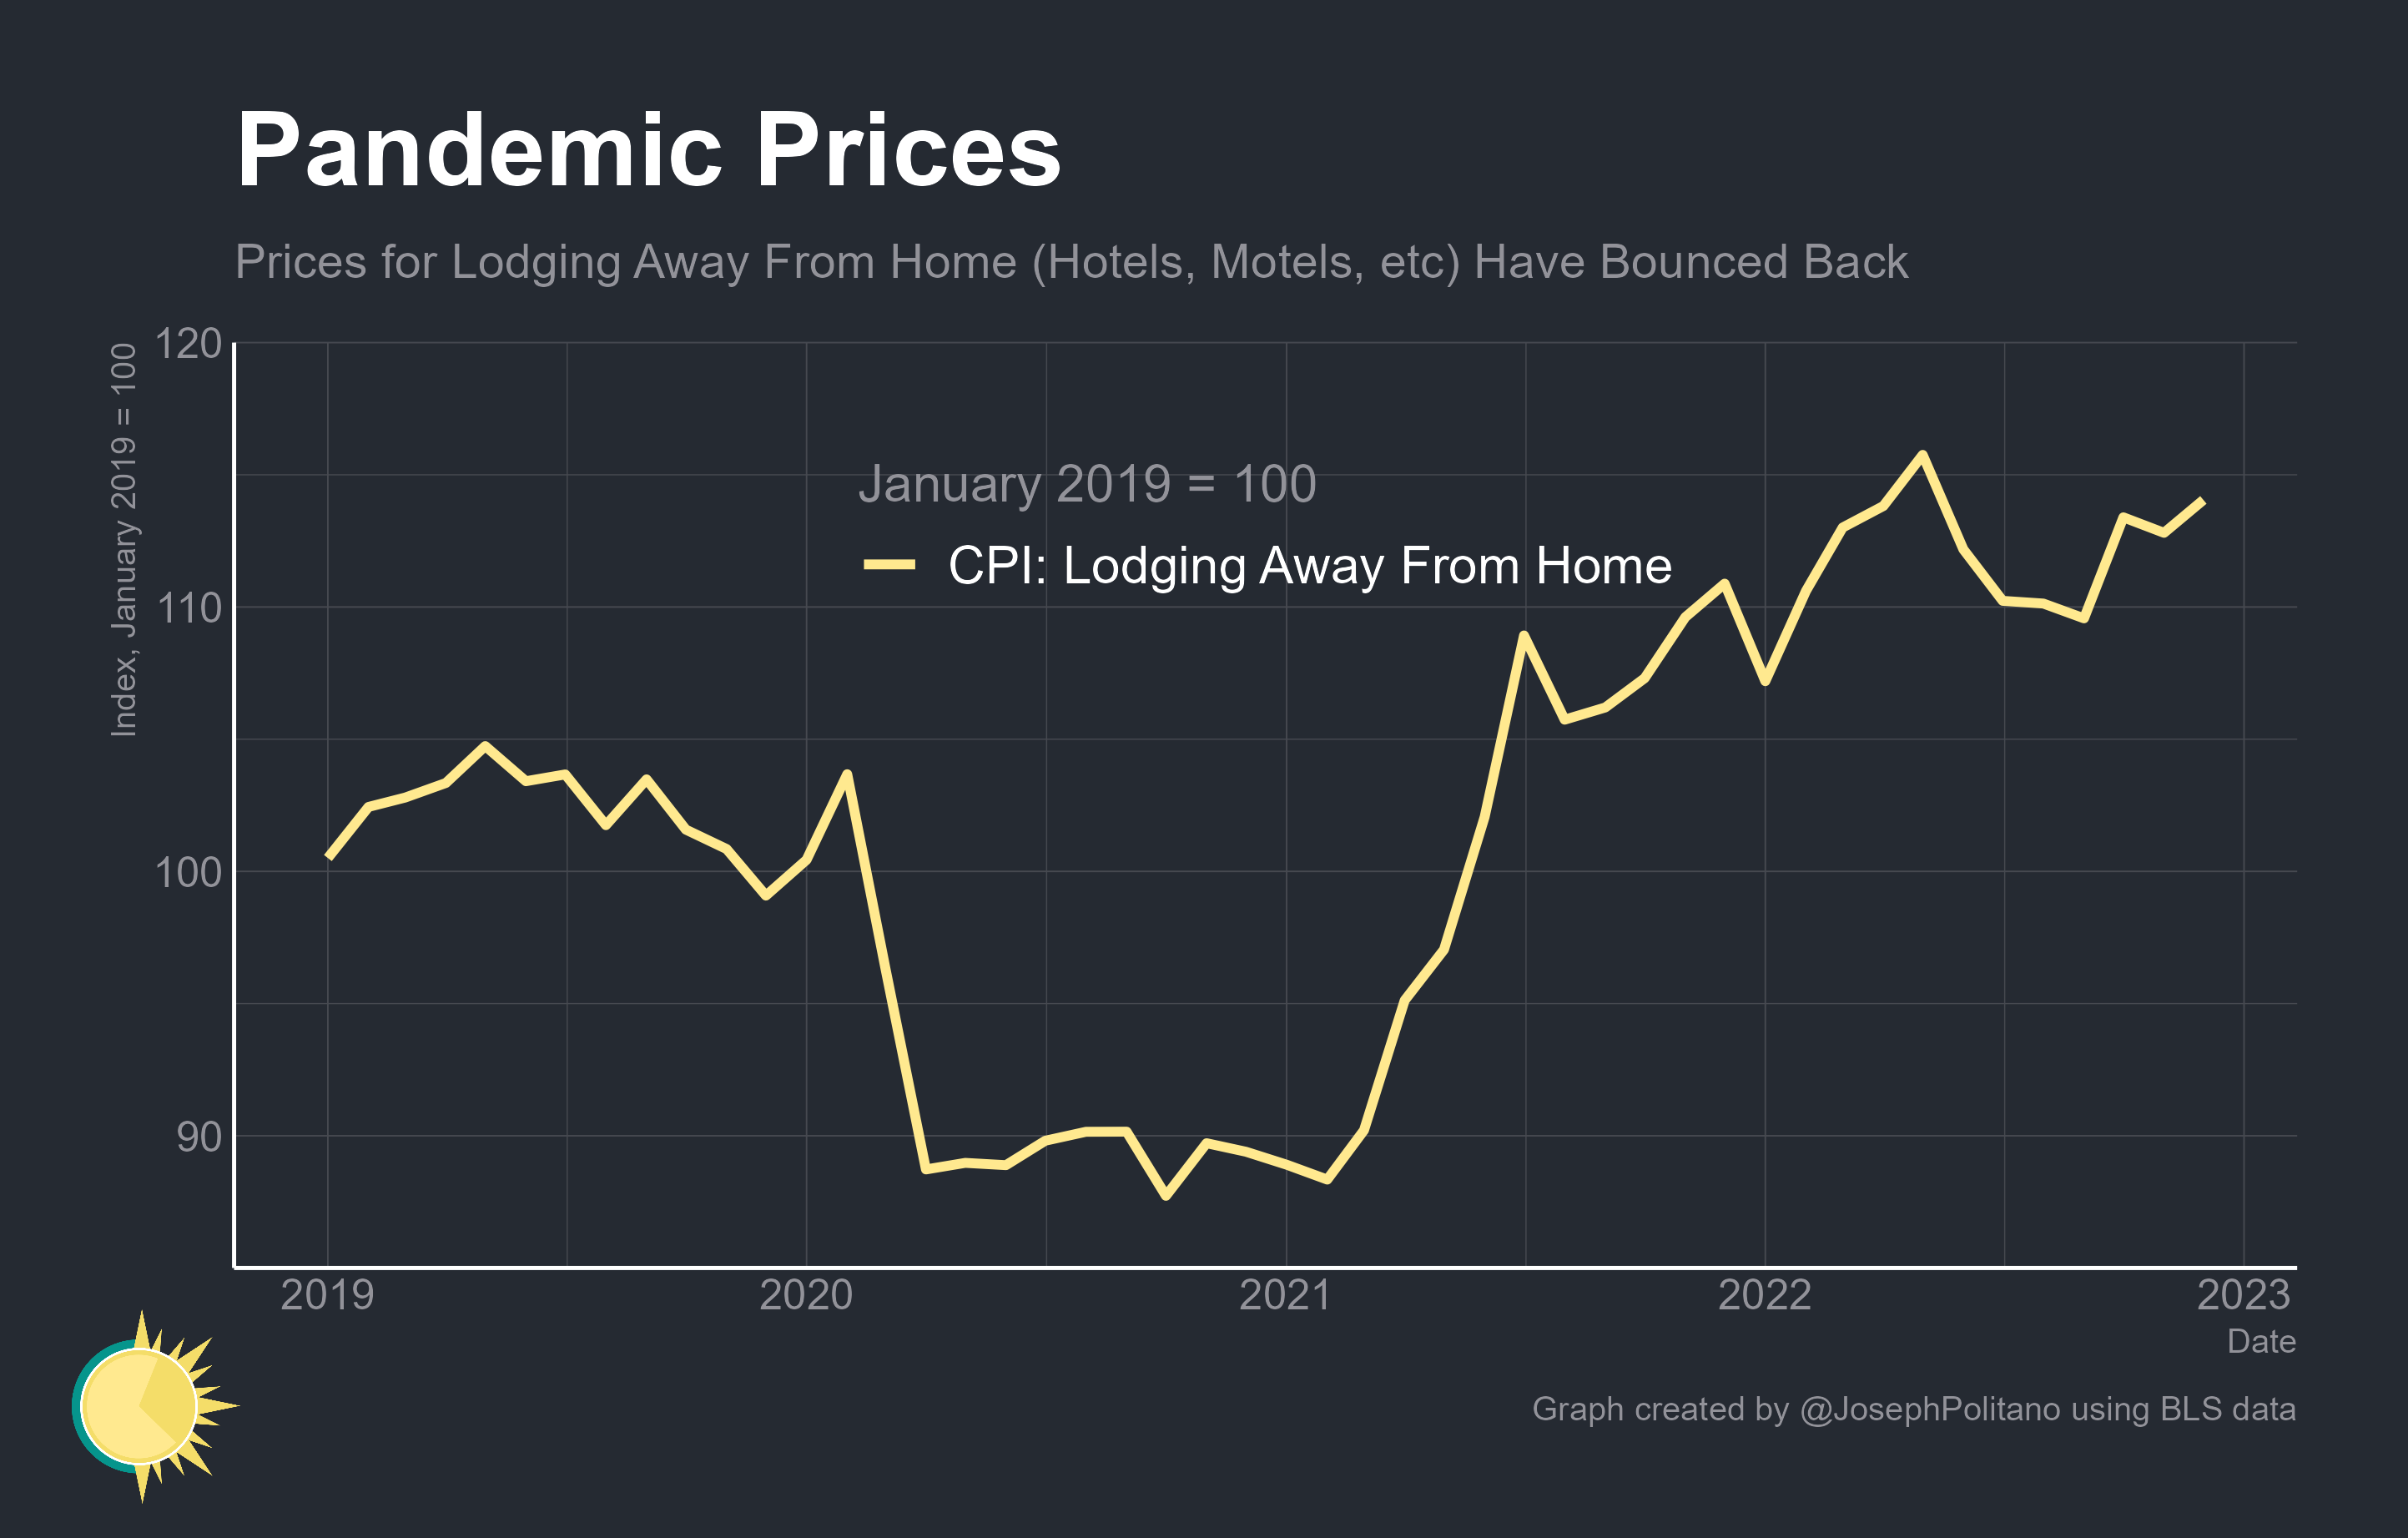 Pandemic Prices
Prices for Lodging Away From Home (Hotels, Motels, etc) Have Bounced Back
Index, January 2019 = 100
120
110
100
90
January 2019 = 100
CPI: Lodging Away From Home
2019
2020
2021
2022
2023
Date
Graph created by @JosephPolitano using BLS data